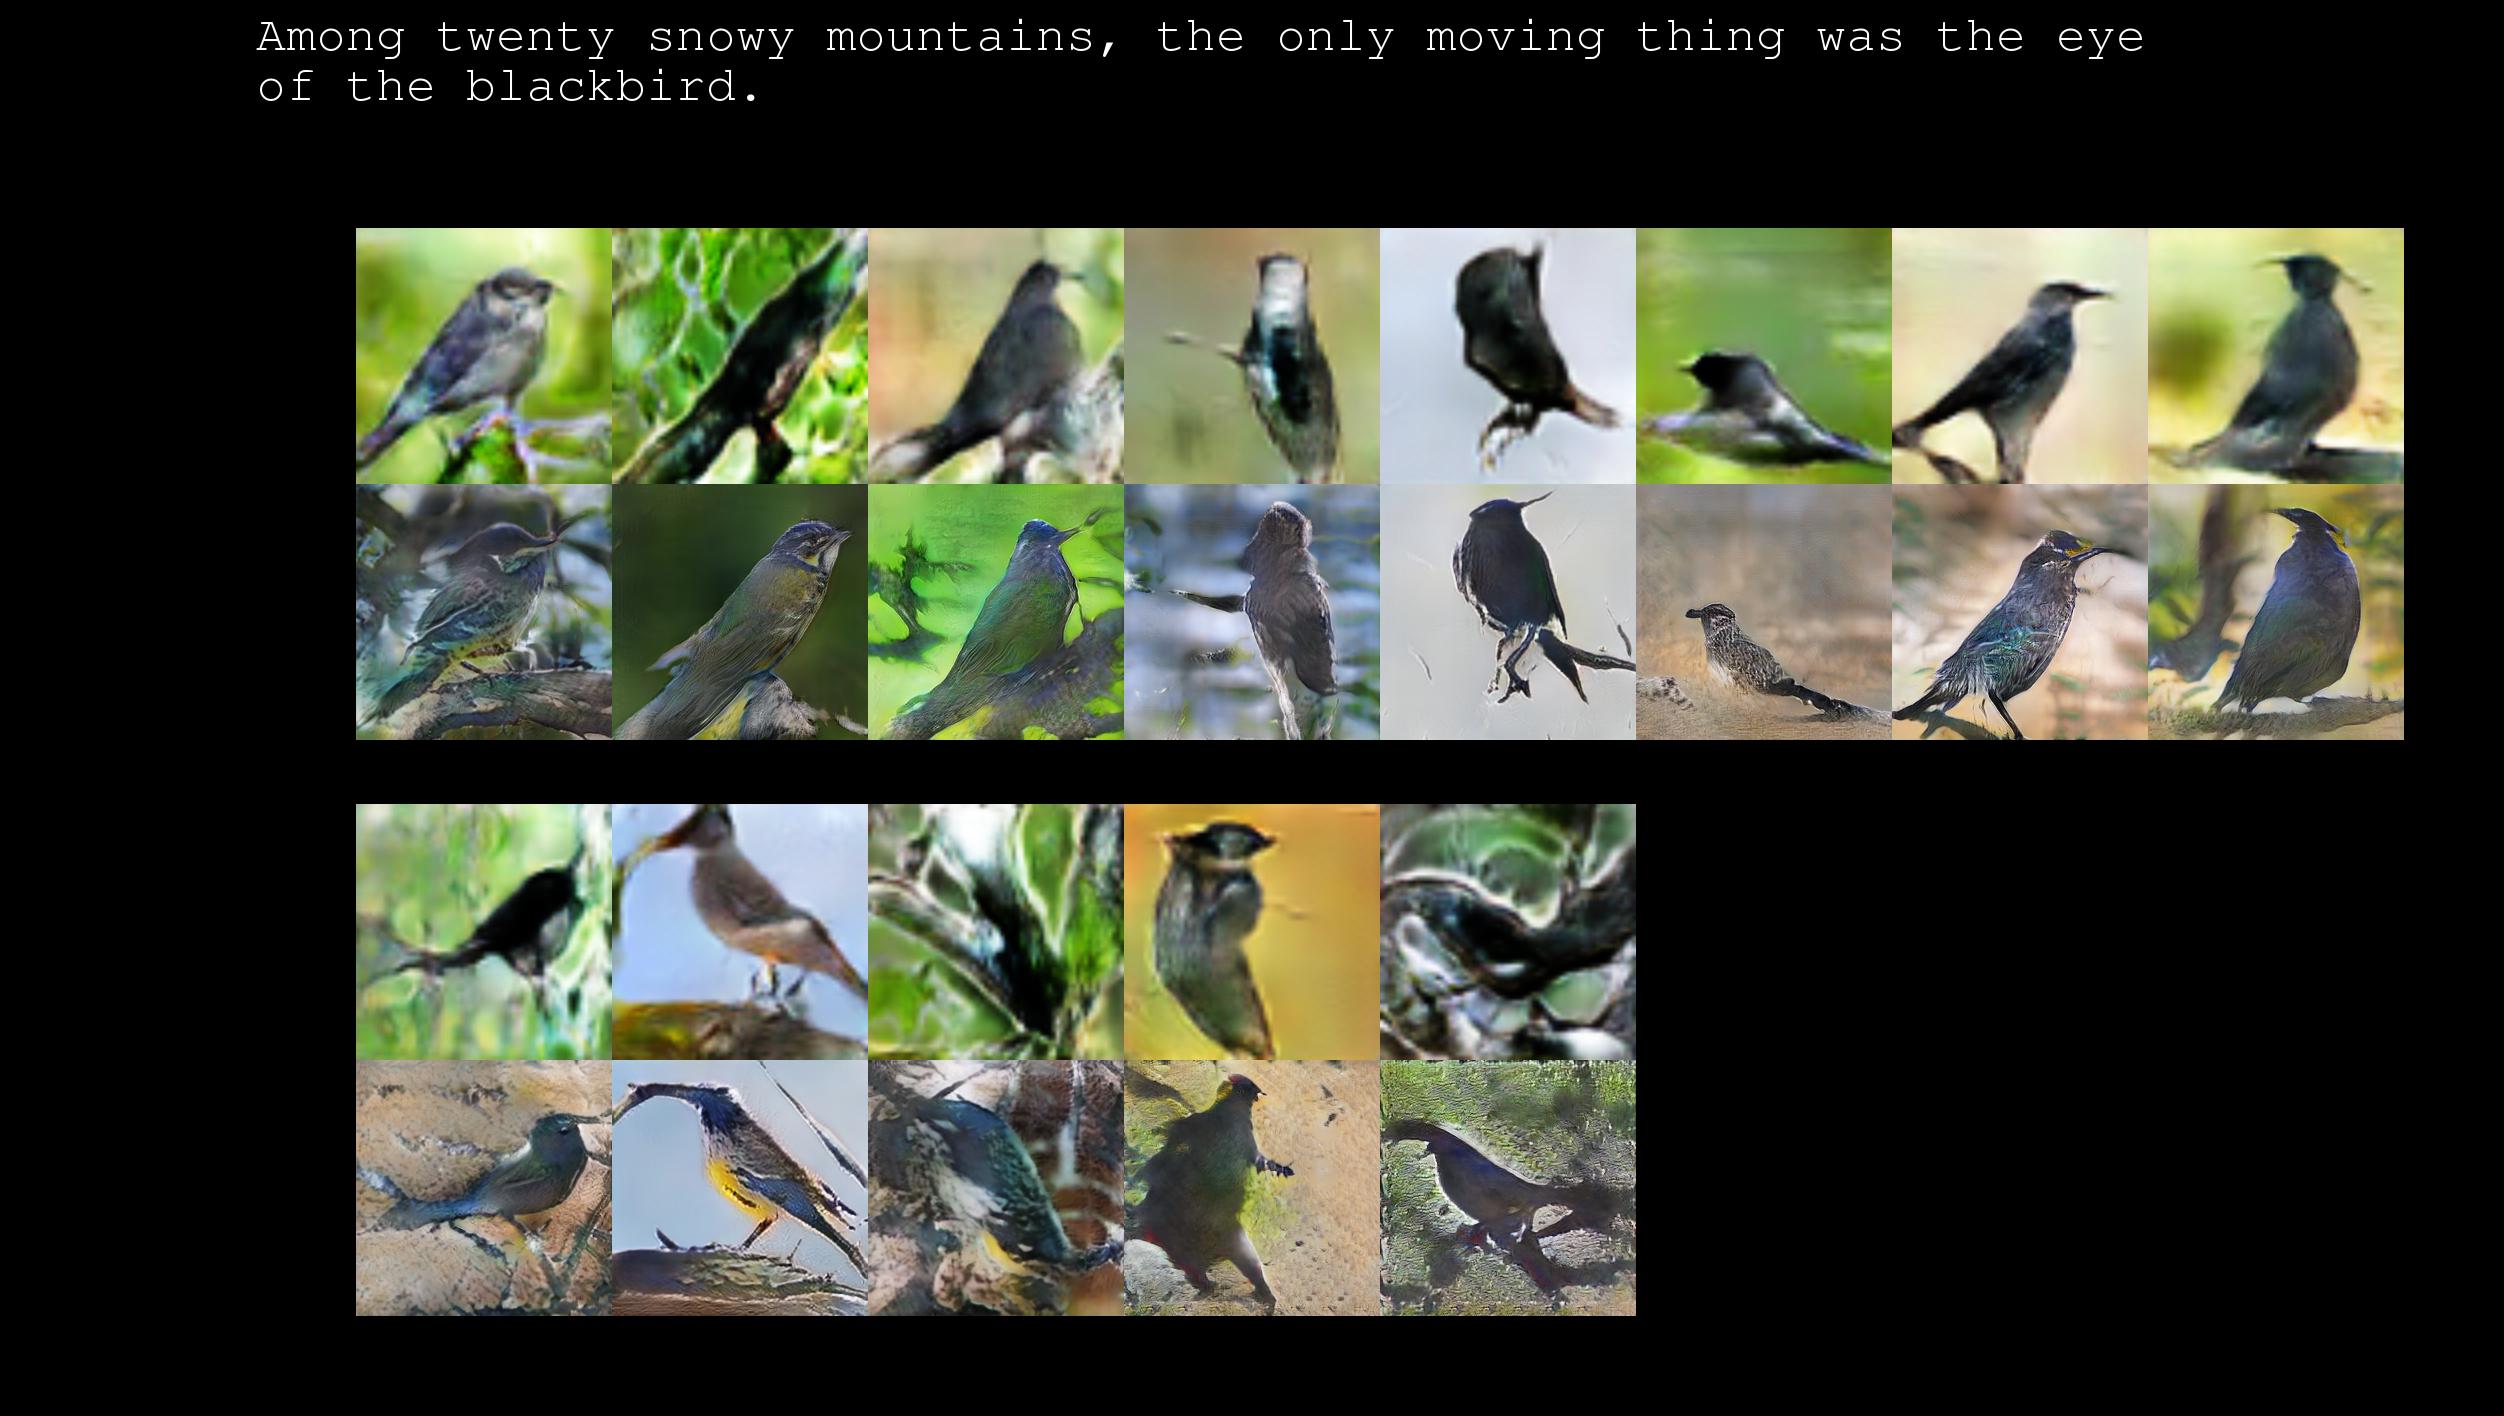 Among twenty snowy mountains, the only moving thing was the eye
of the blackbird.